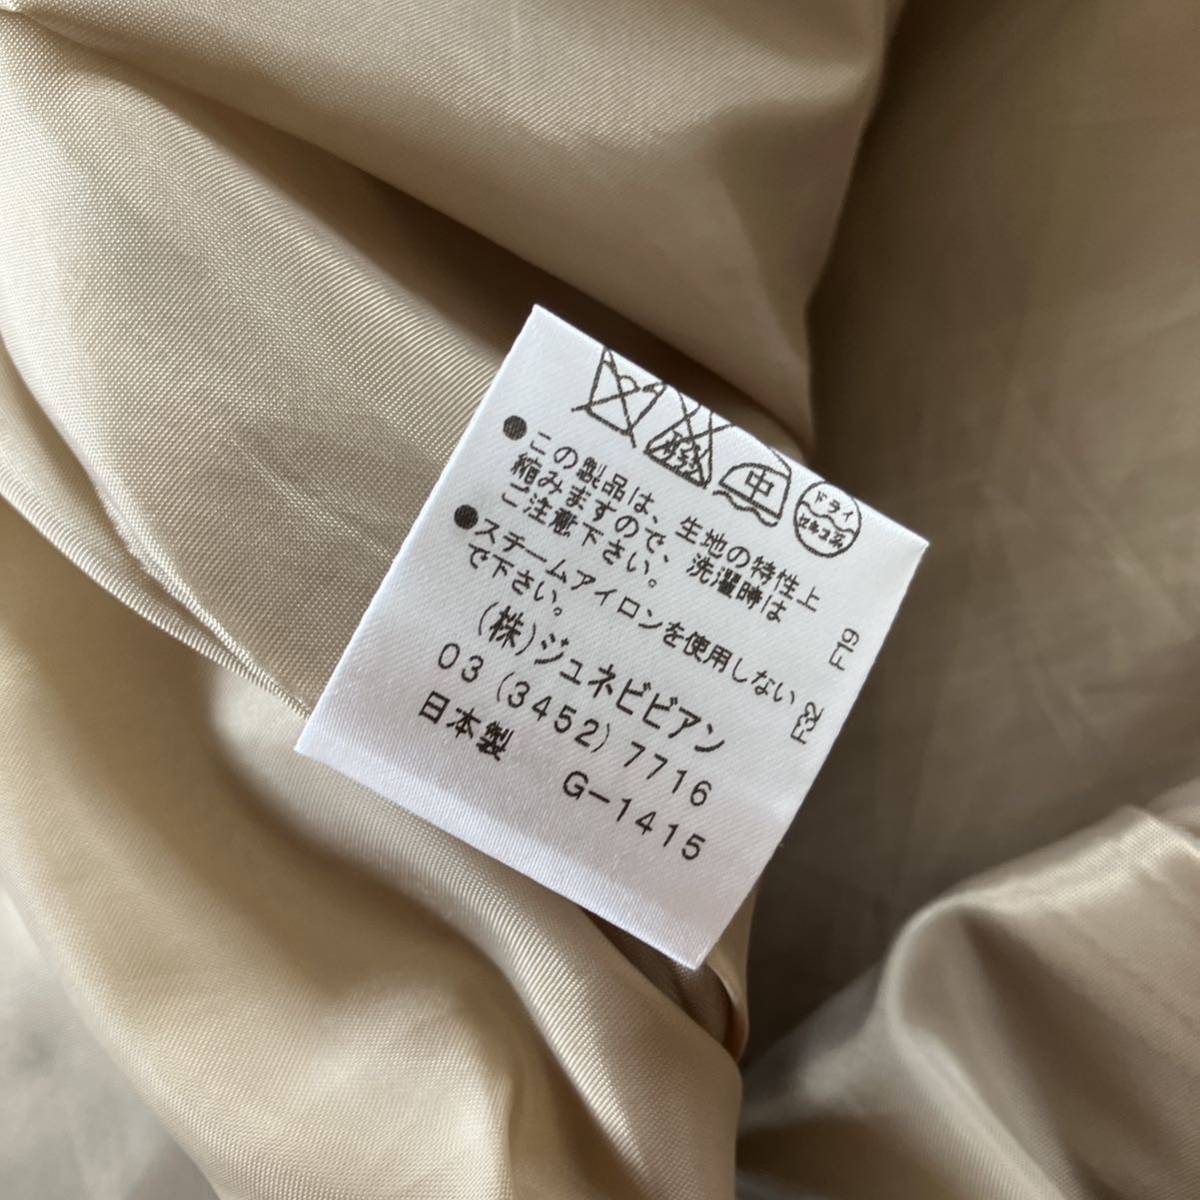 中
ドライ
セキユ系
●この製品は、生地の特性上
縮みますので、洗濯時は
ご注意下さい。
●スチームアイロンを使用しない
で下さい。
(株)ジュネビビアン
03(3452)7716
日本製 G-1415
F19
F32